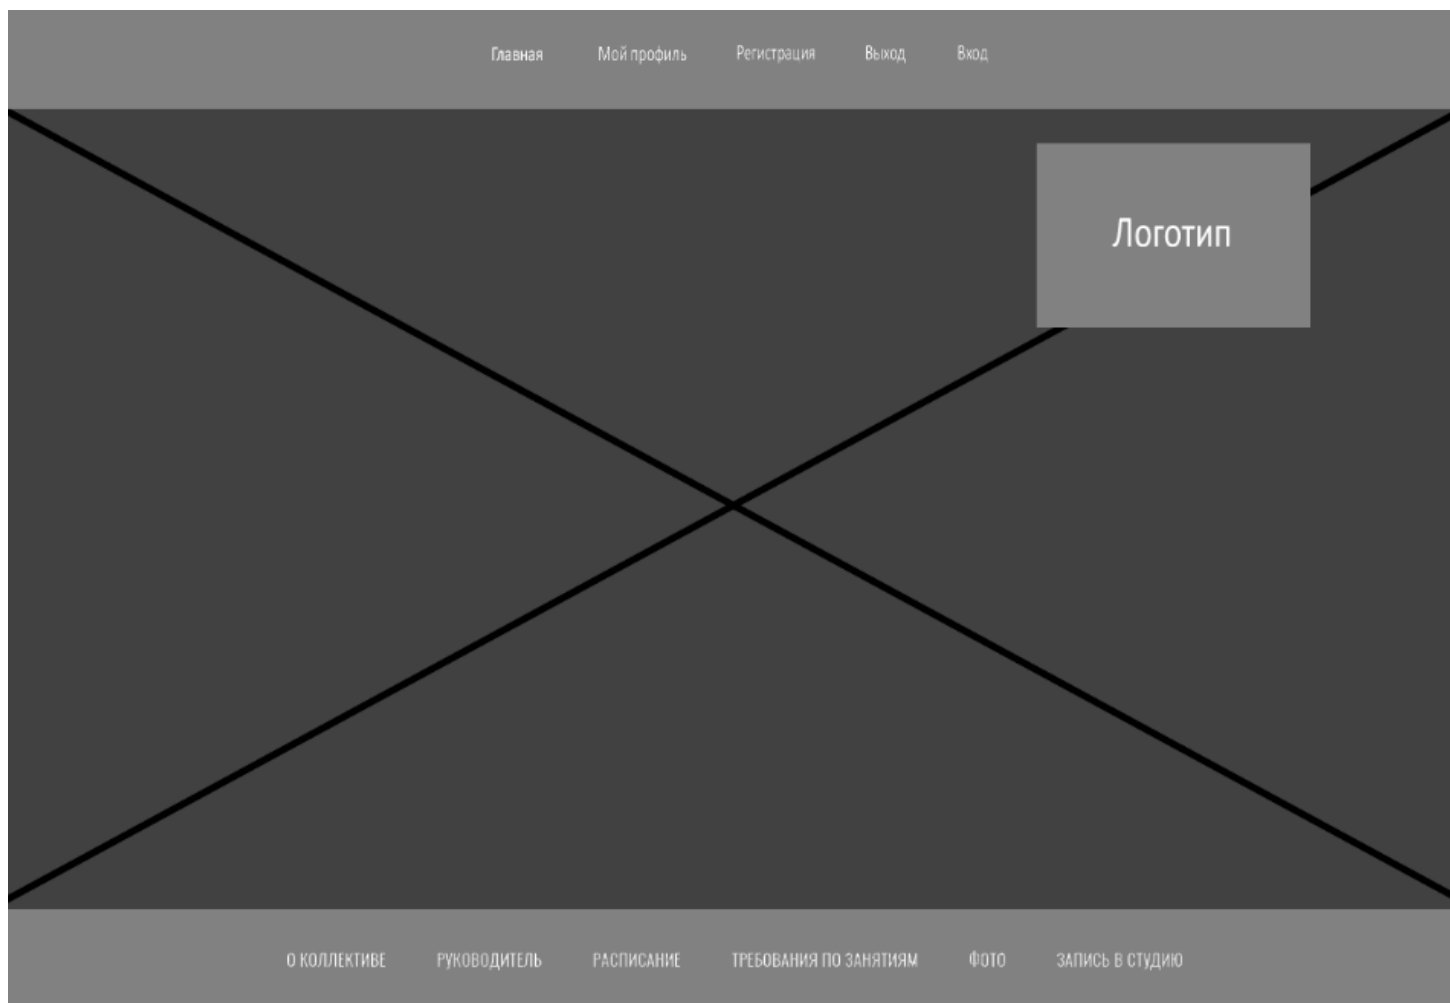 Главная Мой профиль Регистрация Выход Вход
Логотип
О КОЛЛЕКТИВЕ РУКОВОДИТЕЛЬ РАСПИСАНИЕ ТРЕБОВАНИЯ ПО ЗАНЯТИЯМ ФОТО ЗАПИСЬ В СТУДИЮ